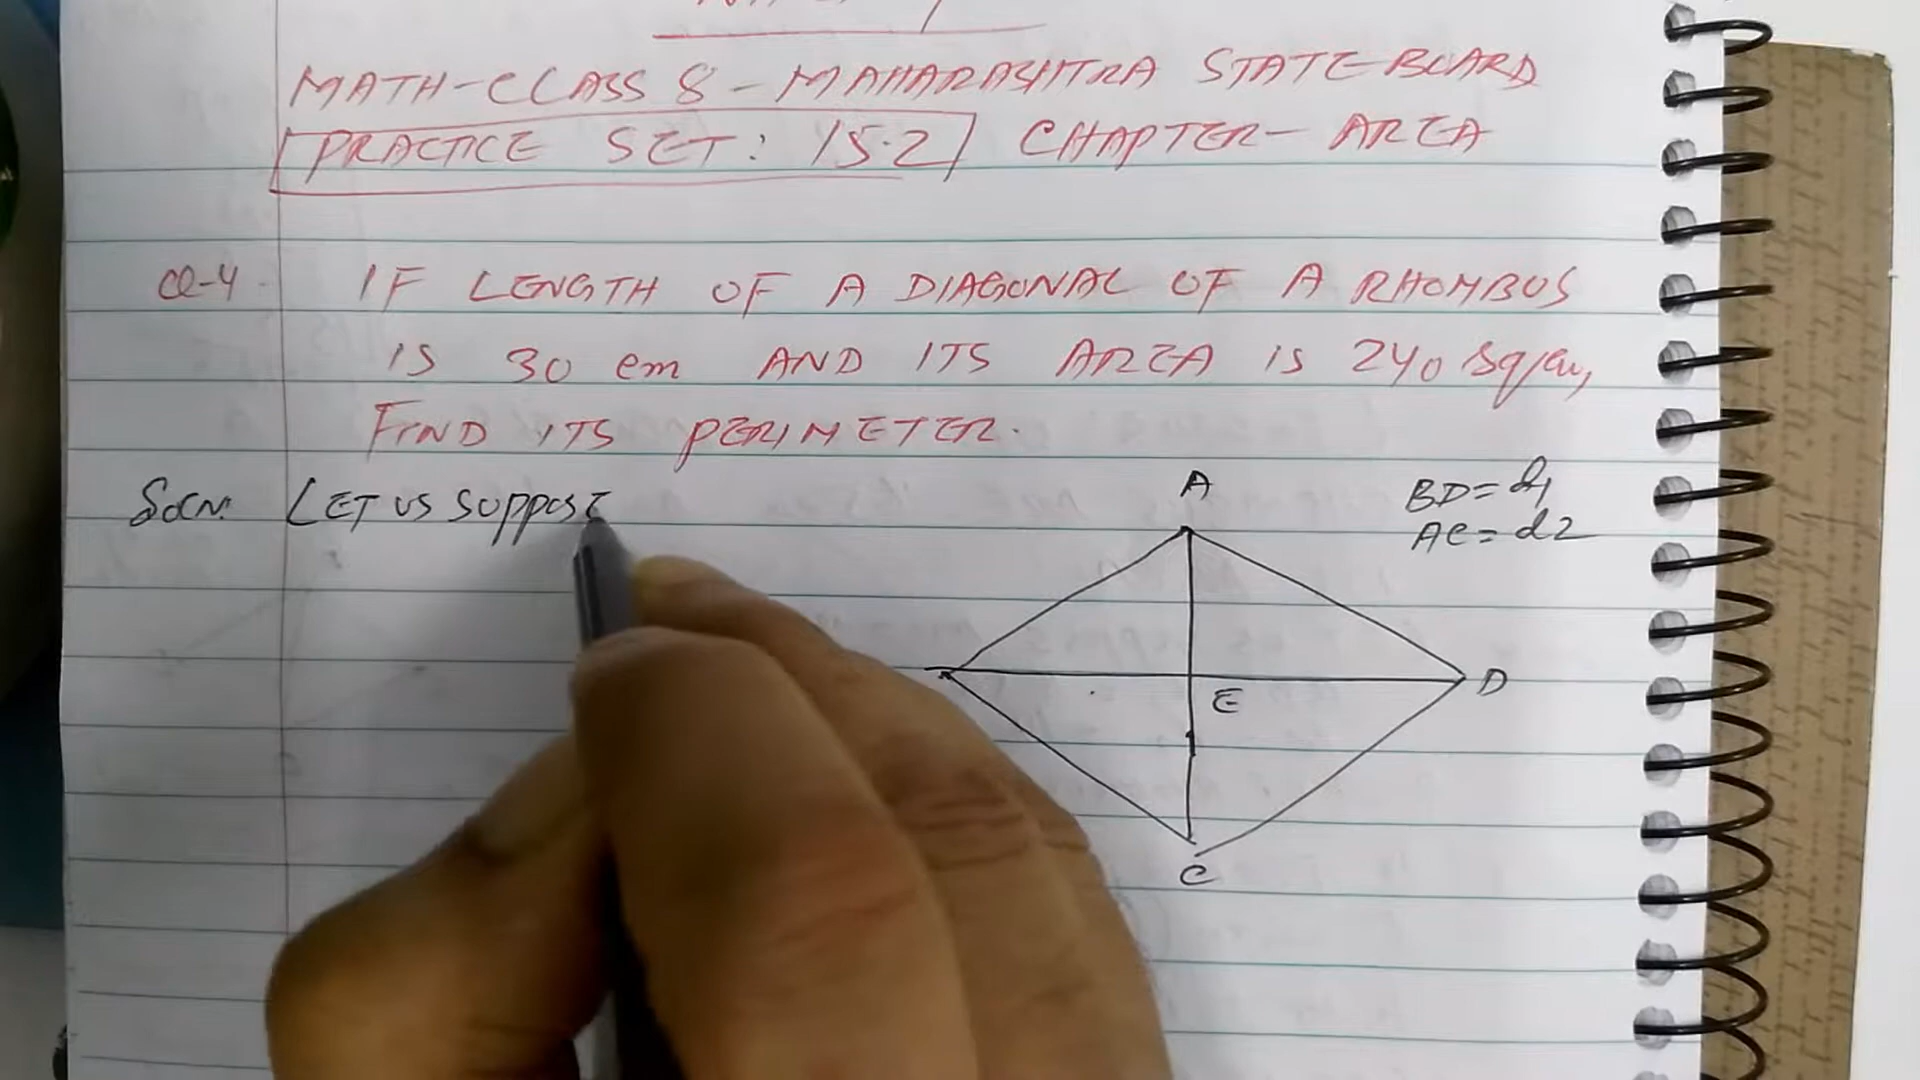 MATH-CLASS 8 - MAHARASHTRA STATE BOARD
PRACTICE SET: 15.2 CHAPTER- AREA
Q-4. IF LENGTH OF A DIAGONAL OF A RHOMBUS
IS 30 cm AND ITS AREA IS 240 sq/cm,
FIND ITS PERIMETER.
Soln. LET US SUPPOSE
A
BD=d1
AC=d2
E
D
C